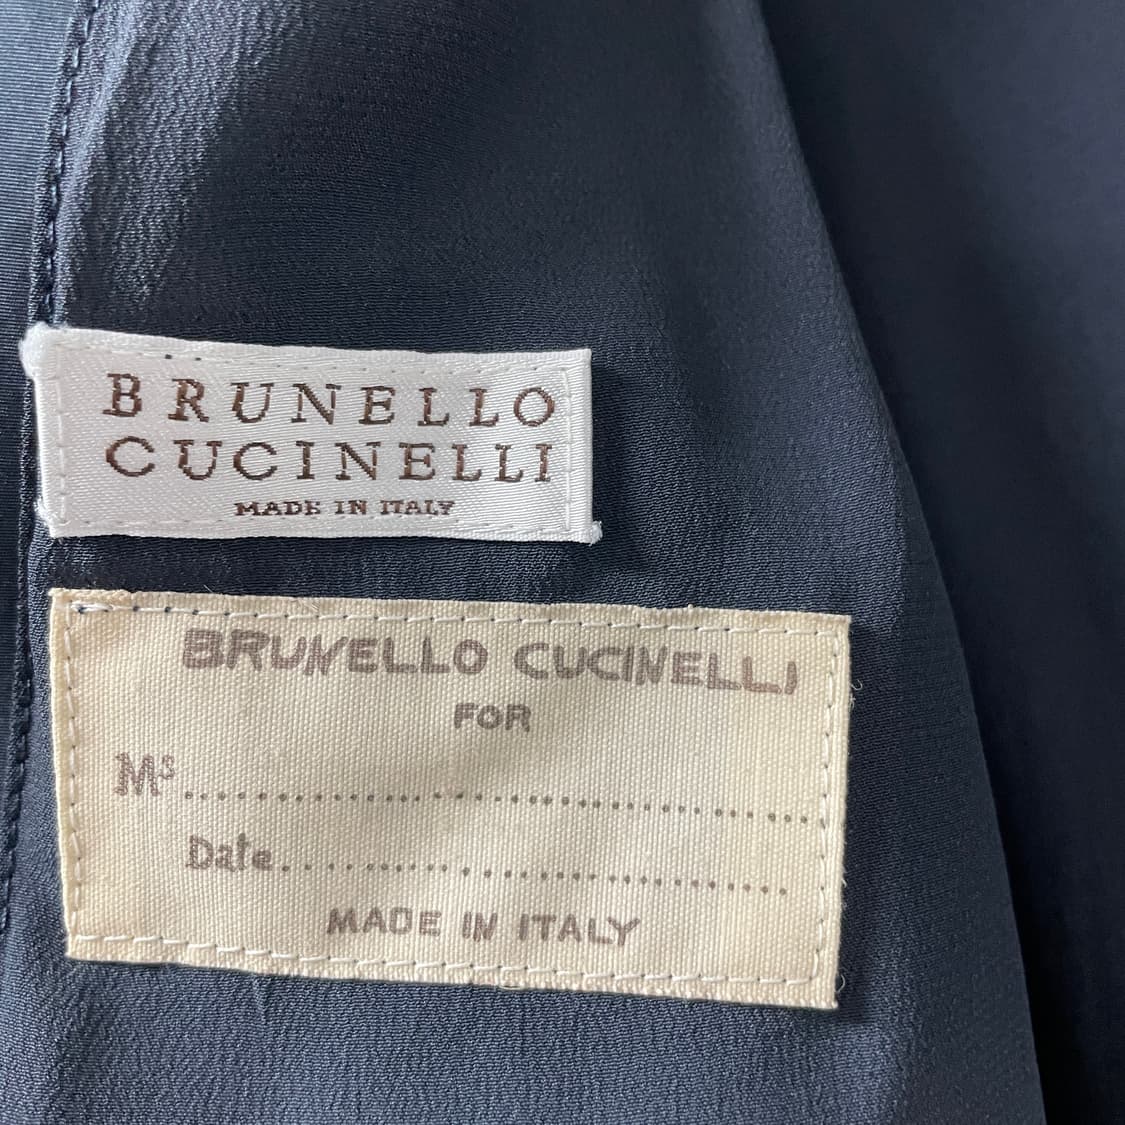 BRUNELLO
CUCINELLI
MADE IN ITALY
BRUNELLO CUCINELLI
FOR
Ms....................................................
Date..........................................
MADE IN ITALY